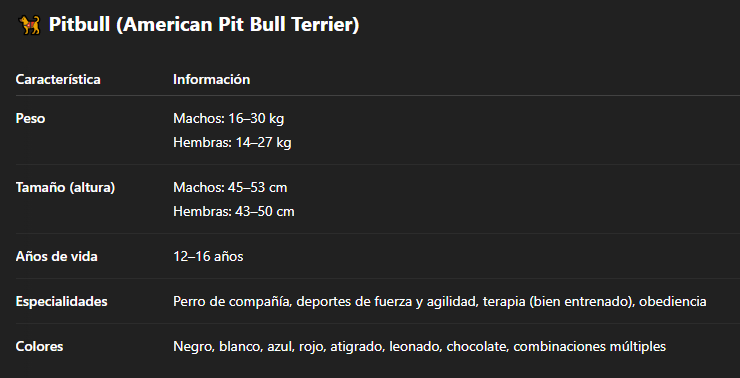 🐕‍🦺 Pitbull (American Pit Bull Terrier)
Característica Información
Peso Machos: 16–30 kg
Hembras: 14–27 kg
Tamaño (altura) Machos: 45–53 cm
Hembras: 43–50 cm
Años de vida 12–16 años
Especialidades Perro de compañía, deportes de fuerza y agilidad, terapia (bien entrenado), obediencia
Colores Negro, blanco, azul, rojo, atigrado, leonado, chocolate, combinaciones múltiples